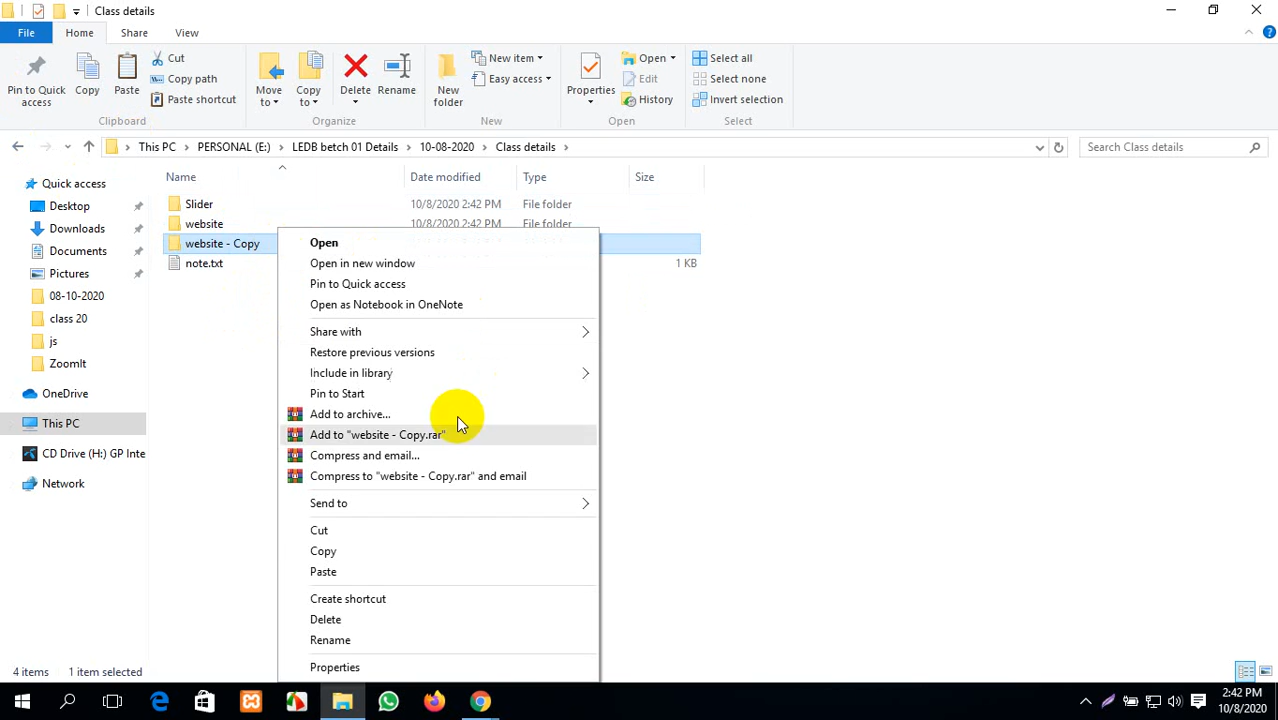 Class details
File Home Share View
Pin to Quick access
Copy
Paste
Cut
Copy path
Paste shortcut
Clipboard
Move to
Copy to
Delete
Rename
Organize
New folder
New item
Easy access
New
Properties
Open
Edit
History
Open
Select all
Select none
Invert selection
Select
This PC PERSONAL (E:) LEDB betch 01 Details 10-08-2020 Class details
Search Class details
Quick access
Desktop
Downloads
Documents
Pictures
08-10-2020
class 20
js
ZoomIt
OneDrive
This PC
CD Drive (H:) GP Inte
Network
Name Date modified Type Size
Slider 10/8/2020 2:42 PM File folder
website 10/8/2020 2:42 PM File folder
website - Copy
note.txt 1 KB
Open
Open in new window
Pin to Quick access
Open as Notebook in OneNote
Share with
Restore previous versions
Include in library
Pin to Start
Add to archive...
Add to "website - Copy.rar"
Compress and email...
Compress to "website - Copy.rar" and email
Send to
Cut
Copy
Paste
Create shortcut
Delete
Rename
Properties
4 items 1 item selected
2:42 PM
10/8/2020